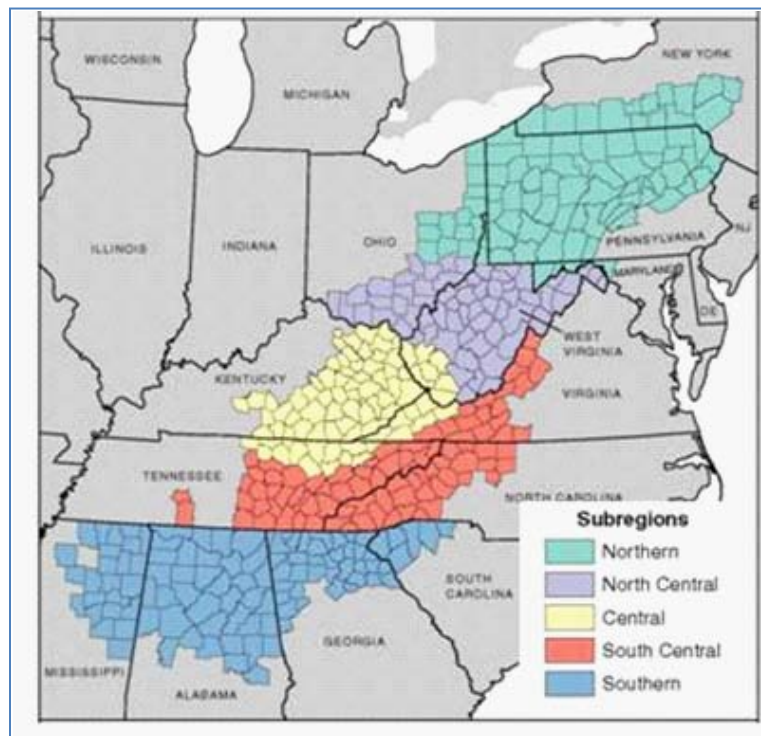 NEW YORK
WISCONSIN
MICHIGAN
PENNSYLVANIA
NJ
ILLINOIS
INDIANA
OHIO
MARYLAND
DE
WEST
VIRGINIA
KENTUCKY
VIRGINIA
TENNESSEE
NORTH CAROLINA
Subregions
Northern
North Central
Central
South Central
Southern
SOUTH
CAROLINA
GEORGIA
MISSISSIPPI
ALABAMA